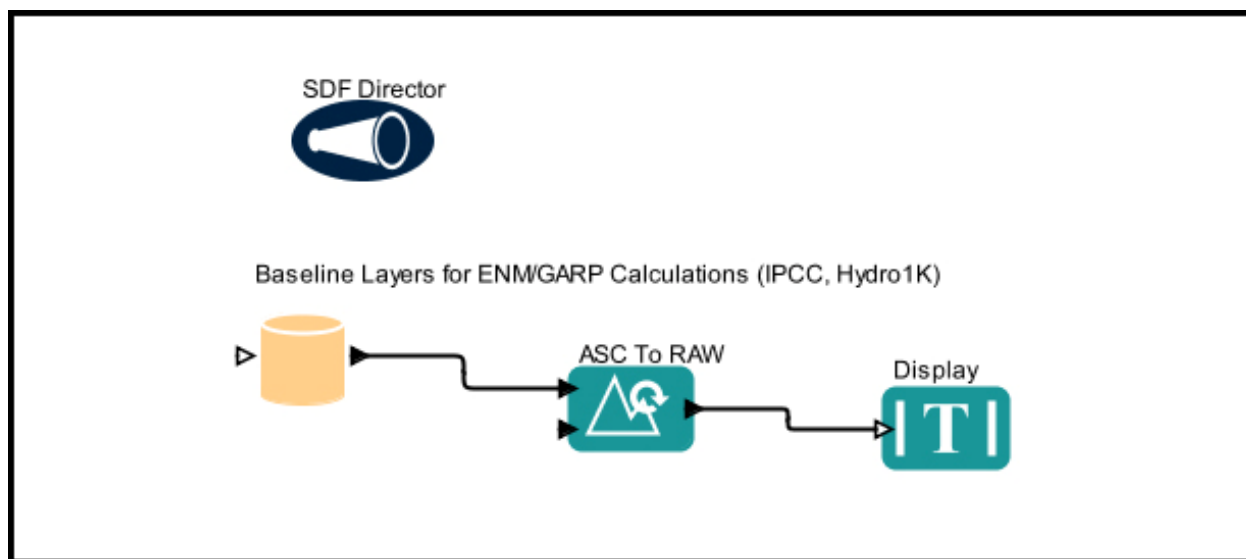 SDF Director
Baseline Layers for ENM/GARP Calculations (IPCC, Hydro1K)
ASC To RAW
Display
T